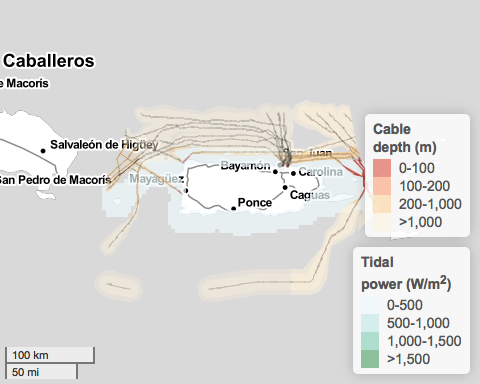 Caballeros
de Macorís
Salvaleón de Higüey
San Pedro de Macorís
Mayagüez
Bayamón
San Juan
Carolina
Caguas
Ponce
Cable
depth (m)
0-100
100-200
200-1,000
>1,000
Tidal
power (W/m²)
0-500
500-1,000
1,000-1,500
>1,500
100 km
50 mi